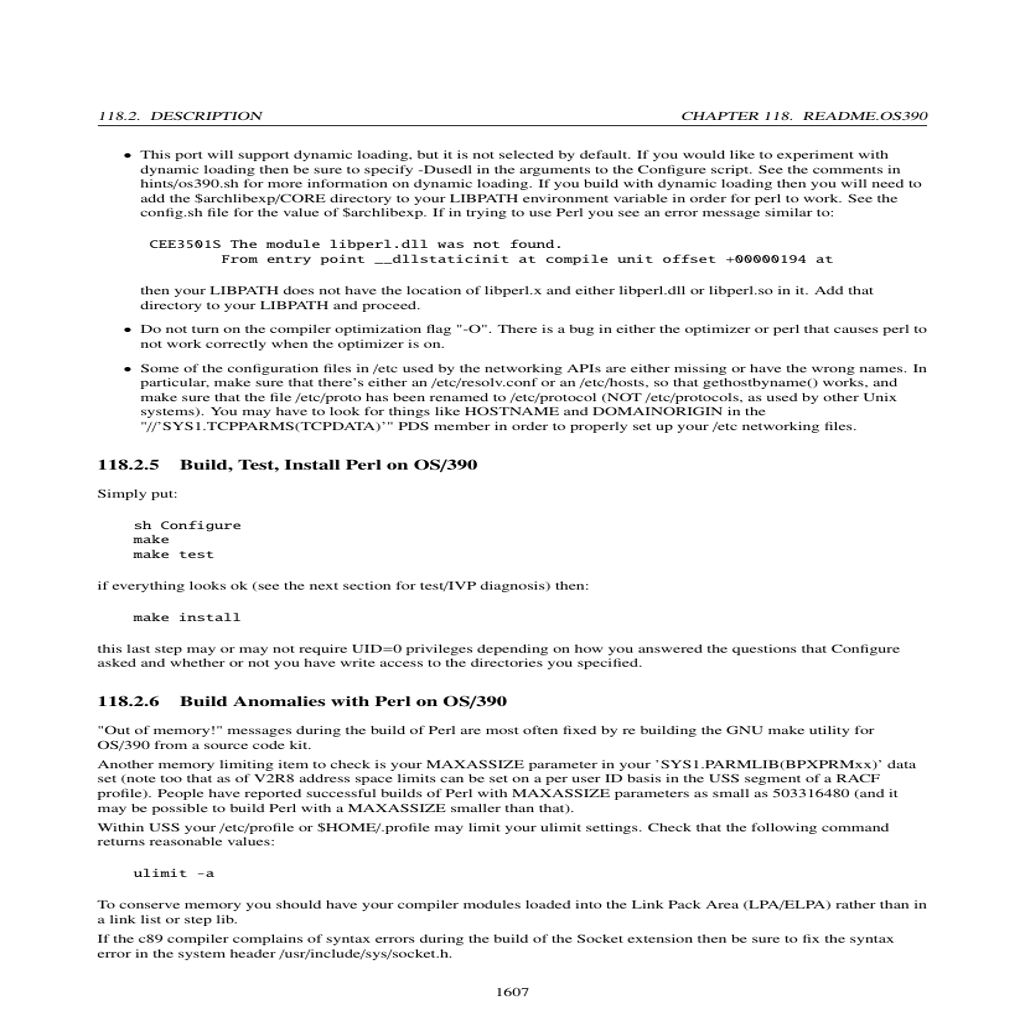 118.2. DESCRIPTION CHAPTER 118. README.OS390
• This port will support dynamic loading, but it is not selected by default. If you would like to experiment with
dynamic loading then be sure to specify -Dusedl in the arguments to the Configure script. See the comments in
hints/os390.sh for more information on dynamic loading. If you build with dynamic loading then you will need to
add the $archlibexp/CORE directory to your LIBPATH environment variable in order for perl to work. See the
config.sh file for the value of $archlibexp. If in trying to use Perl you see an error message similar to:
CEE3501S The module libperl.dll was not found.
From entry point __dllstaticinit at compile unit offset +00000194 at
then your LIBPATH does not have the location of libperl.x and either libperl.dll or libperl.so in it. Add that
directory to your LIBPATH and proceed.
• Do not turn on the compiler optimization flag "-O". There is a bug in either the optimizer or perl that causes perl to
not work correctly when the optimizer is on.
• Some of the configuration files in /etc used by the networking APIs are either missing or have the wrong names. In
particular, make sure that there's either an /etc/resolv.conf or an /etc/hosts, so that gethostbyname() works, and
make sure that the file /etc/proto has been renamed to /etc/protocol (NOT /etc/protocols, as used by other Unix
systems). You may have to look for things like HOSTNAME and DOMAINORIGIN in the
"//'SYS1.TCPPARMS(TCPDATA)'" PDS member in order to properly set up your /etc networking files.
118.2.5 Build, Test, Install Perl on OS/390
Simply put:
sh Configure
make
make test
if everything looks ok (see the next section for test/IVP diagnosis) then:
make install
this last step may or may not require UID=0 privileges depending on how you answered the questions that Configure
asked and whether or not you have write access to the directories you specified.
118.2.6 Build Anomalies with Perl on OS/390
"Out of memory!" messages during the build of Perl are most often fixed by re building the GNU make utility for
OS/390 from a source code kit.
Another memory limiting item to check is your MAXASSIZE parameter in your 'SYS1.PARMLIB(BPXPRMxx)' data
set (note too that as of V2R8 address space limits can be set on a per user ID basis in the USS segment of a RACF
profile). People have reported successful builds of Perl with MAXASSIZE parameters as small as 503316480 (and it
may be possible to build Perl with a MAXASSIZE smaller than that).
Within USS your /etc/profile or $HOME/.profile may limit your ulimit settings. Check that the following command
returns reasonable values:
ulimit -a
To conserve memory you should have your compiler modules loaded into the Link Pack Area (LPA/ELPA) rather than in
a link list or step lib.
If the c89 compiler complains of syntax errors during the build of the Socket extension then be sure to fix the syntax
error in the system header /usr/include/sys/socket.h.
1607